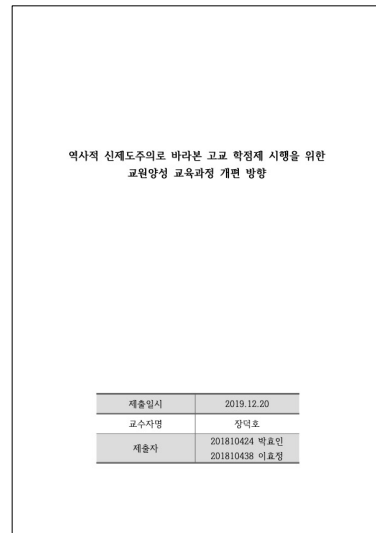 역사적 신제도주의로 바라본 고교 학점제 시행을 위한
교원양성 교육과정 개편 방향
제출일시 2019.12.20
교수자명 장덕호
제출자 201810424 박효인
201810438 이효정